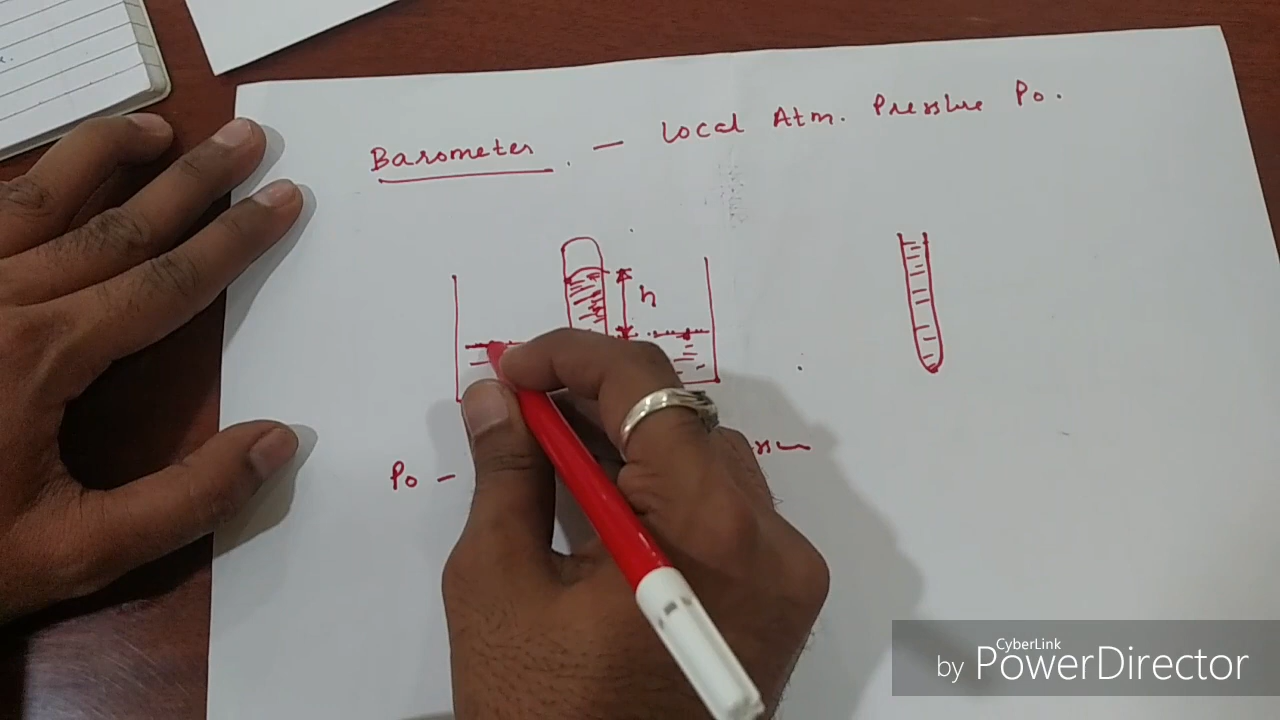 Barometer. - Local Atm. Pressure Po.
h
Po -
CyberLink
by PowerDirector